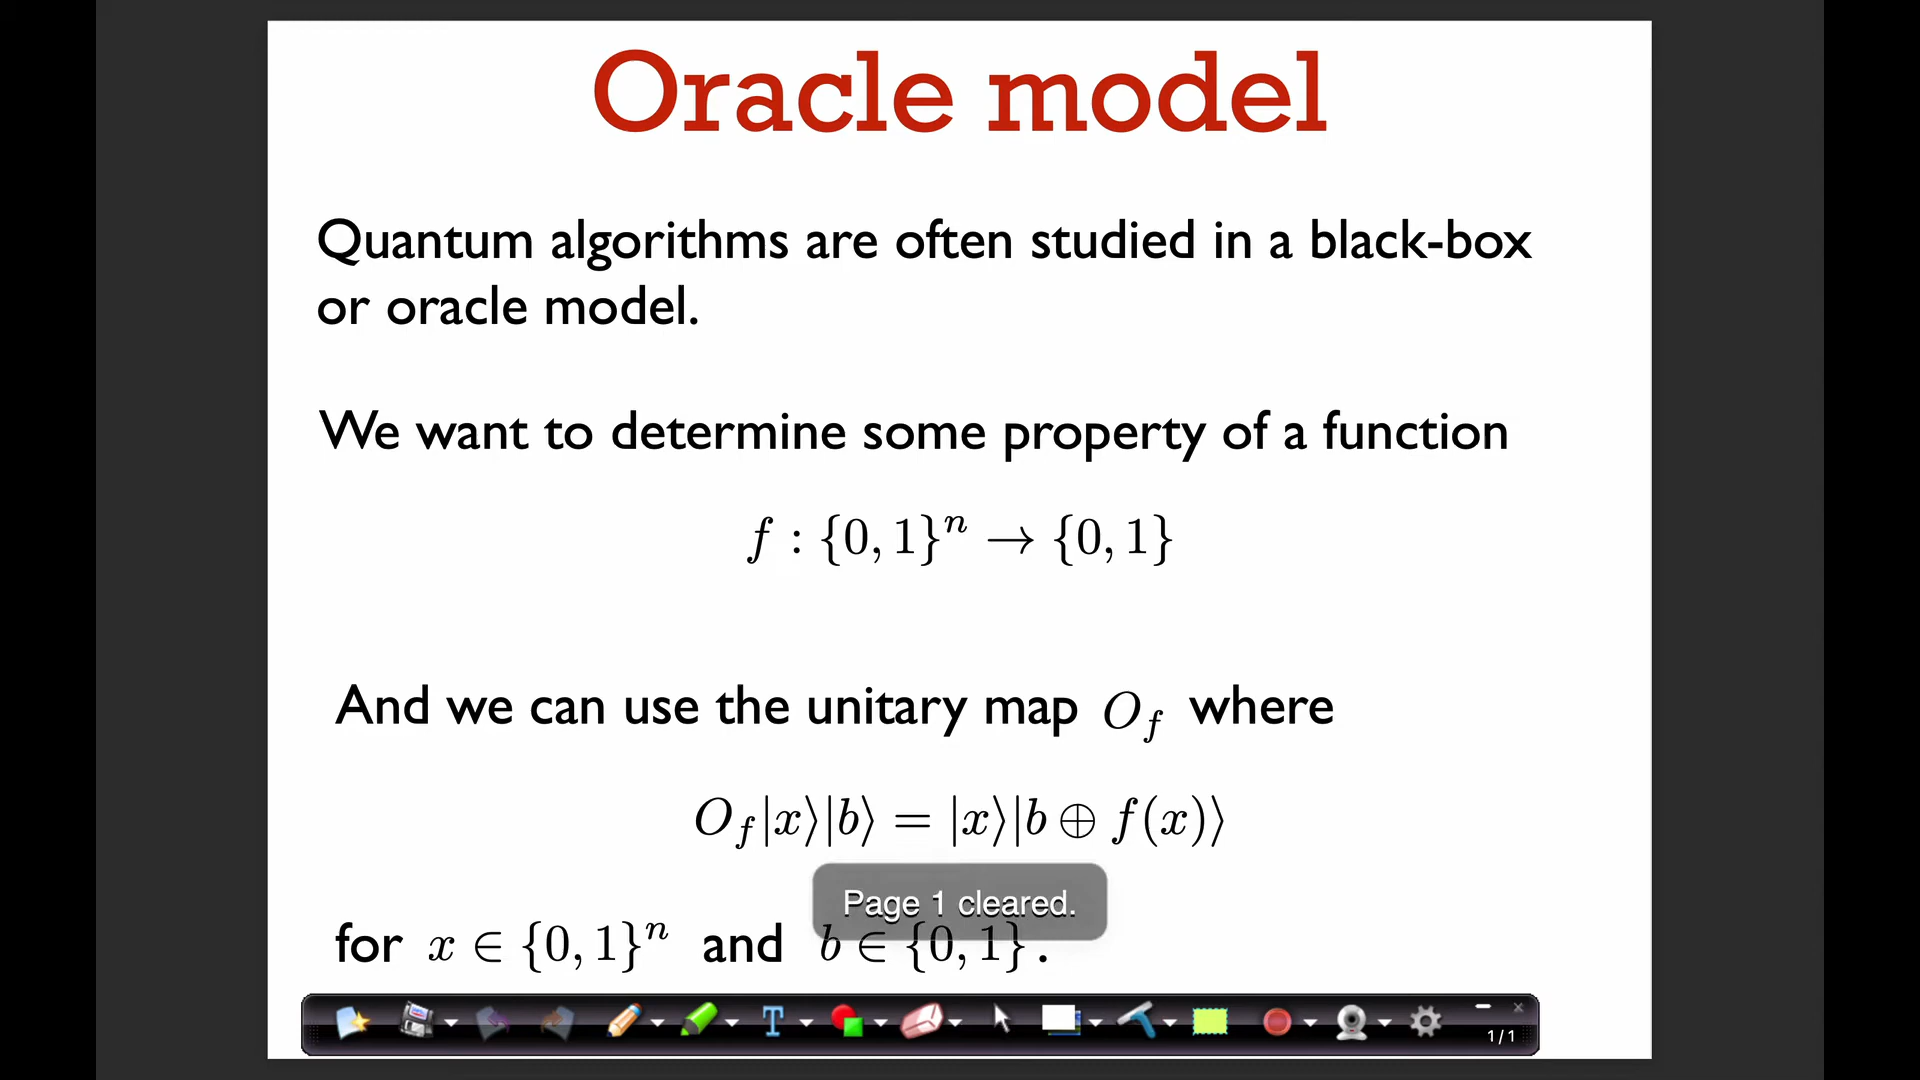 Oracle model
Quantum algorithms are often studied in a black-box
or oracle model.
We want to determine some property of a function
f : {0, 1}ⁿ → {0, 1}
And we can use the unitary map O_f where
O_f|x⟩|b⟩ = |x⟩|b ⊕ f(x)⟩
Page 1 cleared.
for x ∈ {0, 1}ⁿ and b ∈ {0, 1} .
T
1/1